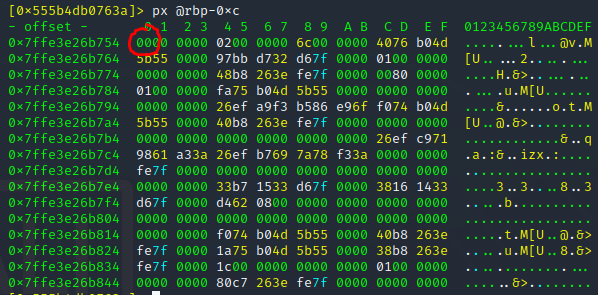 [0×555b4db0763a]> px @rbp-0×c
- offset -   0 1  2 3  4 5  6 7  8 9  A B  C D  E F  0123456789ABCDEF
0×7ffe3e26b754  0000 0000 0200 0000 6c00 0000 4076 b04d  ........l...@v.M
0×7ffe3e26b764  5b55 0000 97bb d732 d67f 0000 0100 0000  [U.....2........
0×7ffe3e26b774  0000 0000 48b8 263e fe7f 0000 0080 0000  ....H.&>........
0×7ffe3e26b784  0100 0000 fa75 b04d 5b55 0000 0000 0000  .....u.M[U......
0×7ffe3e26b794  0000 0000 26ef a9f3 b586 e96f f074 b04d  ....&......o.t.M
0×7ffe3e26b7a4  5b55 0000 40b8 263e fe7f 0000 0000 0000  [U..@.&>........
0×7ffe3e26b7b4  0000 0000 0000 0000 0000 0000 26ef c971  ............&..q
0×7ffe3e26b7c4  9861 a33a 26ef b769 7a78 f33a 0000 0000  .a.:&..izx.:....
0×7ffe3e26b7d4  fe7f 0000 0000 0000 0000 0000 0000 0000  ................
0×7ffe3e26b7e4  0000 0000 33b7 1533 d67f 0000 3816 1433  ....3..3....8..3
0×7ffe3e26b7f4  d67f 0000 d462 0800 0000 0000 0000 0000  .....b..........
0×7ffe3e26b804  0000 0000 0000 0000 0000 0000 0000 0000  ................
0×7ffe3e26b814  0000 0000 f074 b04d 5b55 0000 40b8 263e  .....t.M[U..@.&>
0×7ffe3e26b824  fe7f 0000 1a75 b04d 5b55 0000 38b8 263e  .....u.M[U..8.&>
0×7ffe3e26b834  fe7f 0000 1c00 0000 0000 0000 0100 0000  ................
0×7ffe3e26b844  0000 0000 80c7 263e fe7f 0000 0000 0000  ......&>........